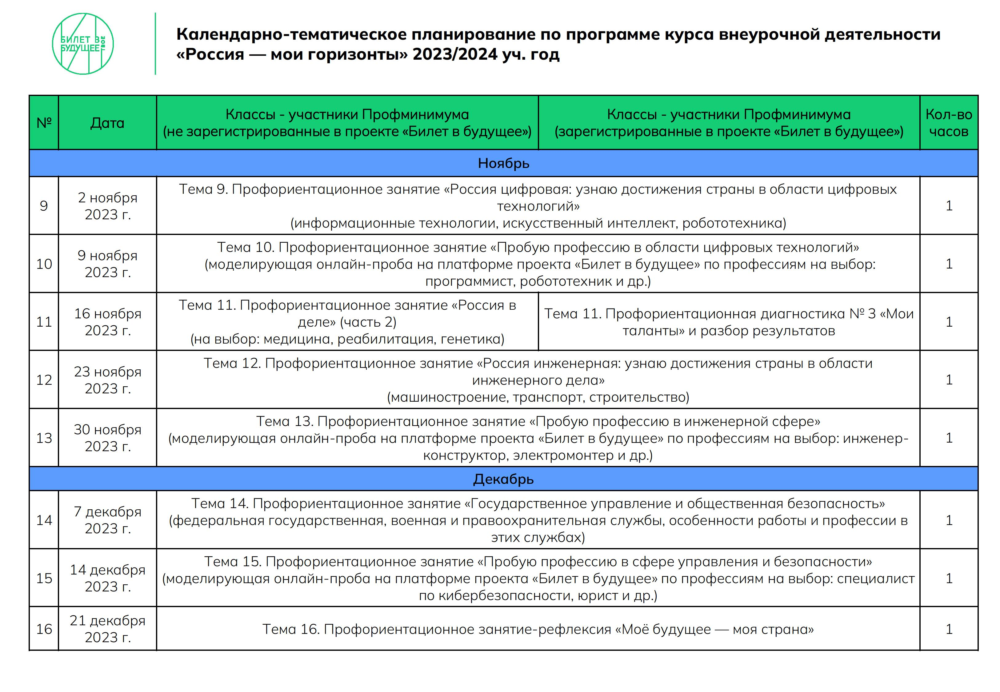 БИЛЕТ В
БУДУЩЕЕ
ТВОЕ
Календарно-тематическое планирование по программе курса внеурочной деятельности
«Россия — мои горизонты» 2023/2024 уч. год
№
Дата
Классы - участники Профминимума
(не зарегистрированные в проекте «Билет в будущее»)
Классы - участники Профминимума
(зарегистрированные в проекте «Билет в будущее»)
Кол-во
часов
Ноябрь
9
2 ноября
2023 г.
Тема 9. Профориентационное занятие «Россия цифровая: узнаю достижения страны в области цифровых
технологий»
(информационные технологии, искусственный интеллект, робототехника)
1
10
9 ноября
2023 г.
Тема 10. Профориентационное занятие «Пробую профессию в области цифровых технологий»
(моделирующая онлайн-проба на платформе проекта «Билет в будущее» по профессиям на выбор:
программист, робототехник и др.)
1
11
16 ноября
2023 г.
Тема 11. Профориентационное занятие «Россия в
деле» (часть 2)
(на выбор: медицина, реабилитация, генетика)
Тема 11. Профориентационная диагностика № 3 «Мои
таланты» и разбор результатов
1
12
23 ноября
2023 г.
Тема 12. Профориентационное занятие «Россия инженерная: узнаю достижения страны в области
инженерного дела»
(машиностроение, транспорт, строительство)
1
13
30 ноября
2023 г.
Тема 13. Профориентационное занятие «Пробую профессию в инженерной сфере»
(моделирующая онлайн-проба на платформе проекта «Билет в будущее» по профессиям на выбор: инженер-
конструктор, электромонтер и др.)
1
Декабрь
14
7 декабря
2023 г.
Тема 14. Профориентационное занятие «Государственное управление и общественная безопасность»
(федеральная государственная, военная и правоохранительная службы, особенности работы и профессии в
этих службах)
1
15
14 декабря
2023 г.
Тема 15. Профориентационное занятие «Пробую профессию в сфере управления и безопасности»
(моделирующая онлайн-проба на платформе проекта «Билет в будущее» по профессиям на выбор: специалист
по кибербезопасности, юрист и др.)
1
16
21 декабря
2023 г.
Тема 16. Профориентационное занятие-рефлексия «Моё будущее — моя страна»
1